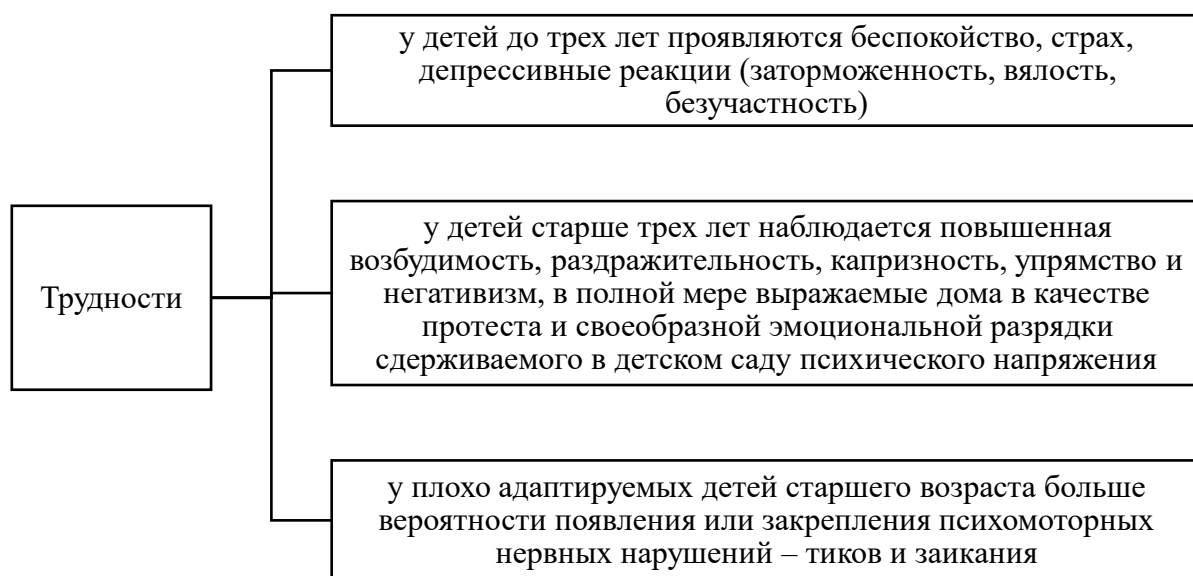 у детей до трех лет проявляются беспокойство, страх,
депрессивные реакции (заторможенность, вялость,
безучастность)
Трудности
у детей старше трех лет наблюдается повышенная
возбудимость, раздражительность, капризность, упрямство и
негативизм, в полной мере выражаемые дома в качестве
протеста и своеобразной эмоциональной разрядки
сдерживаемого в детском саду психического напряжения
у плохо адаптируемых детей старшего возраста больше
вероятности появления или закрепления психомоторных
нервных нарушений – тиков и заикания